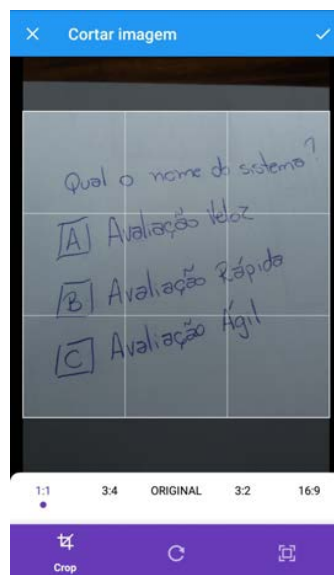 Cortar imagem
Qual o nome do sistema?
A Avaliação Veloz
B Avaliação Rápida
C Avaliação Ágil
1:1 3:4 ORIGINAL 3:2 16:9
Crop